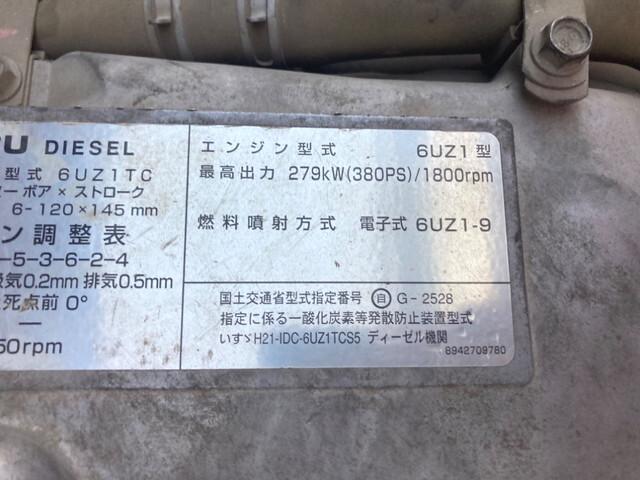 U DIESEL
型式 6UZ1TC
ー ボア×ストローク
6-120×145mm
ン調整表
-5-3-6-2-4
気0.2mm 排気0.5mm
死点前 0°
50rpm
エンジン型式 6UZ1型
最高出力 279kW(380PS)/1800rpm
燃料噴射方式 電子式 6UZ1-9
国土交通省型式指定番号 自 G-2528
指定に係る一酸化炭素等発散防止装置型式
いすゞH21-IDC-6UZ1TCS5 ディーゼル機関
8942709780